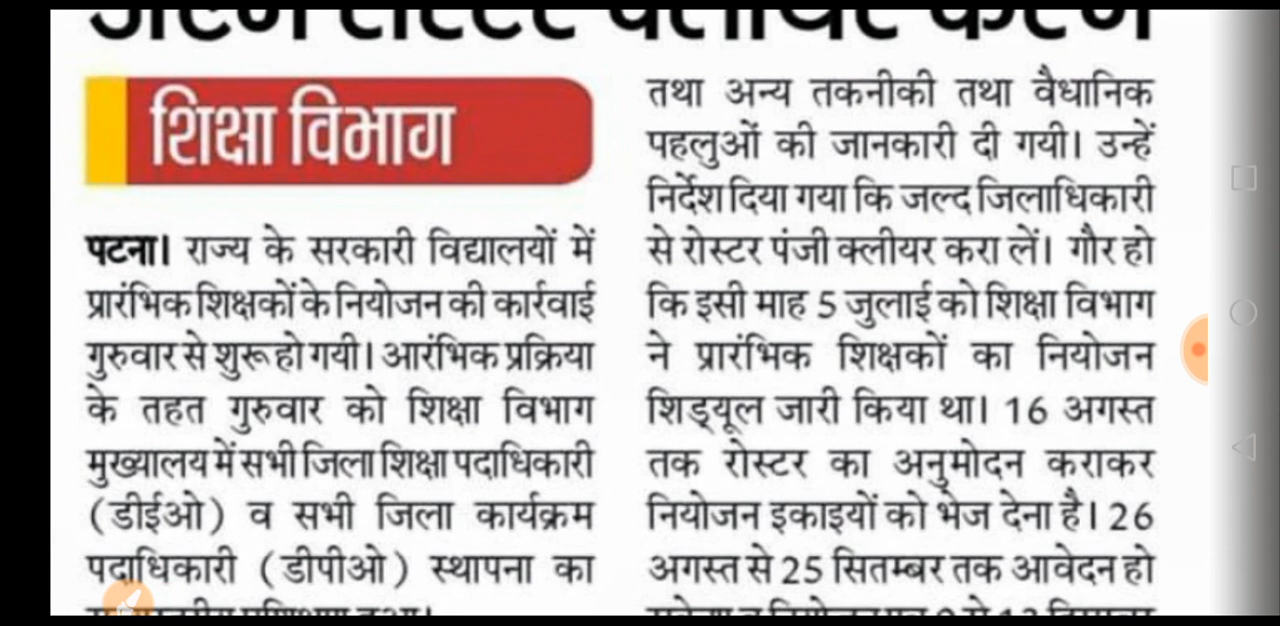 शिक्षा विभाग
पटना। राज्य के सरकारी विद्यालयों में
प्रारंभिक शिक्षकों के नियोजन की कार्रवाई
गुरुवार से शुरू हो गयी। आरंभिक प्रक्रिया
के तहत गुरुवार को शिक्षा विभाग
मुख्यालय में सभी जिला शिक्षा पदाधिकारी
(डीईओ) व सभी जिला कार्यक्रम
पदाधिकारी (डीपीओ) स्थापना का
तथा अन्य तकनीकी तथा वैधानिक
पहलुओं की जानकारी दी गयी। उन्हें
निर्देश दिया गया कि जल्द जिलाधिकारी
से रोस्टर पंजी क्लीयर करा लें। गौर हो
कि इसी माह 5 जुलाई को शिक्षा विभाग
ने प्रारंभिक शिक्षकों का नियोजन
शिड्यूल जारी किया था। 16 अगस्त
तक रोस्टर का अनुमोदन कराकर
नियोजन इकाइयों को भेज देना है। 26
अगस्त से 25 सितम्बर तक आवेदन हो